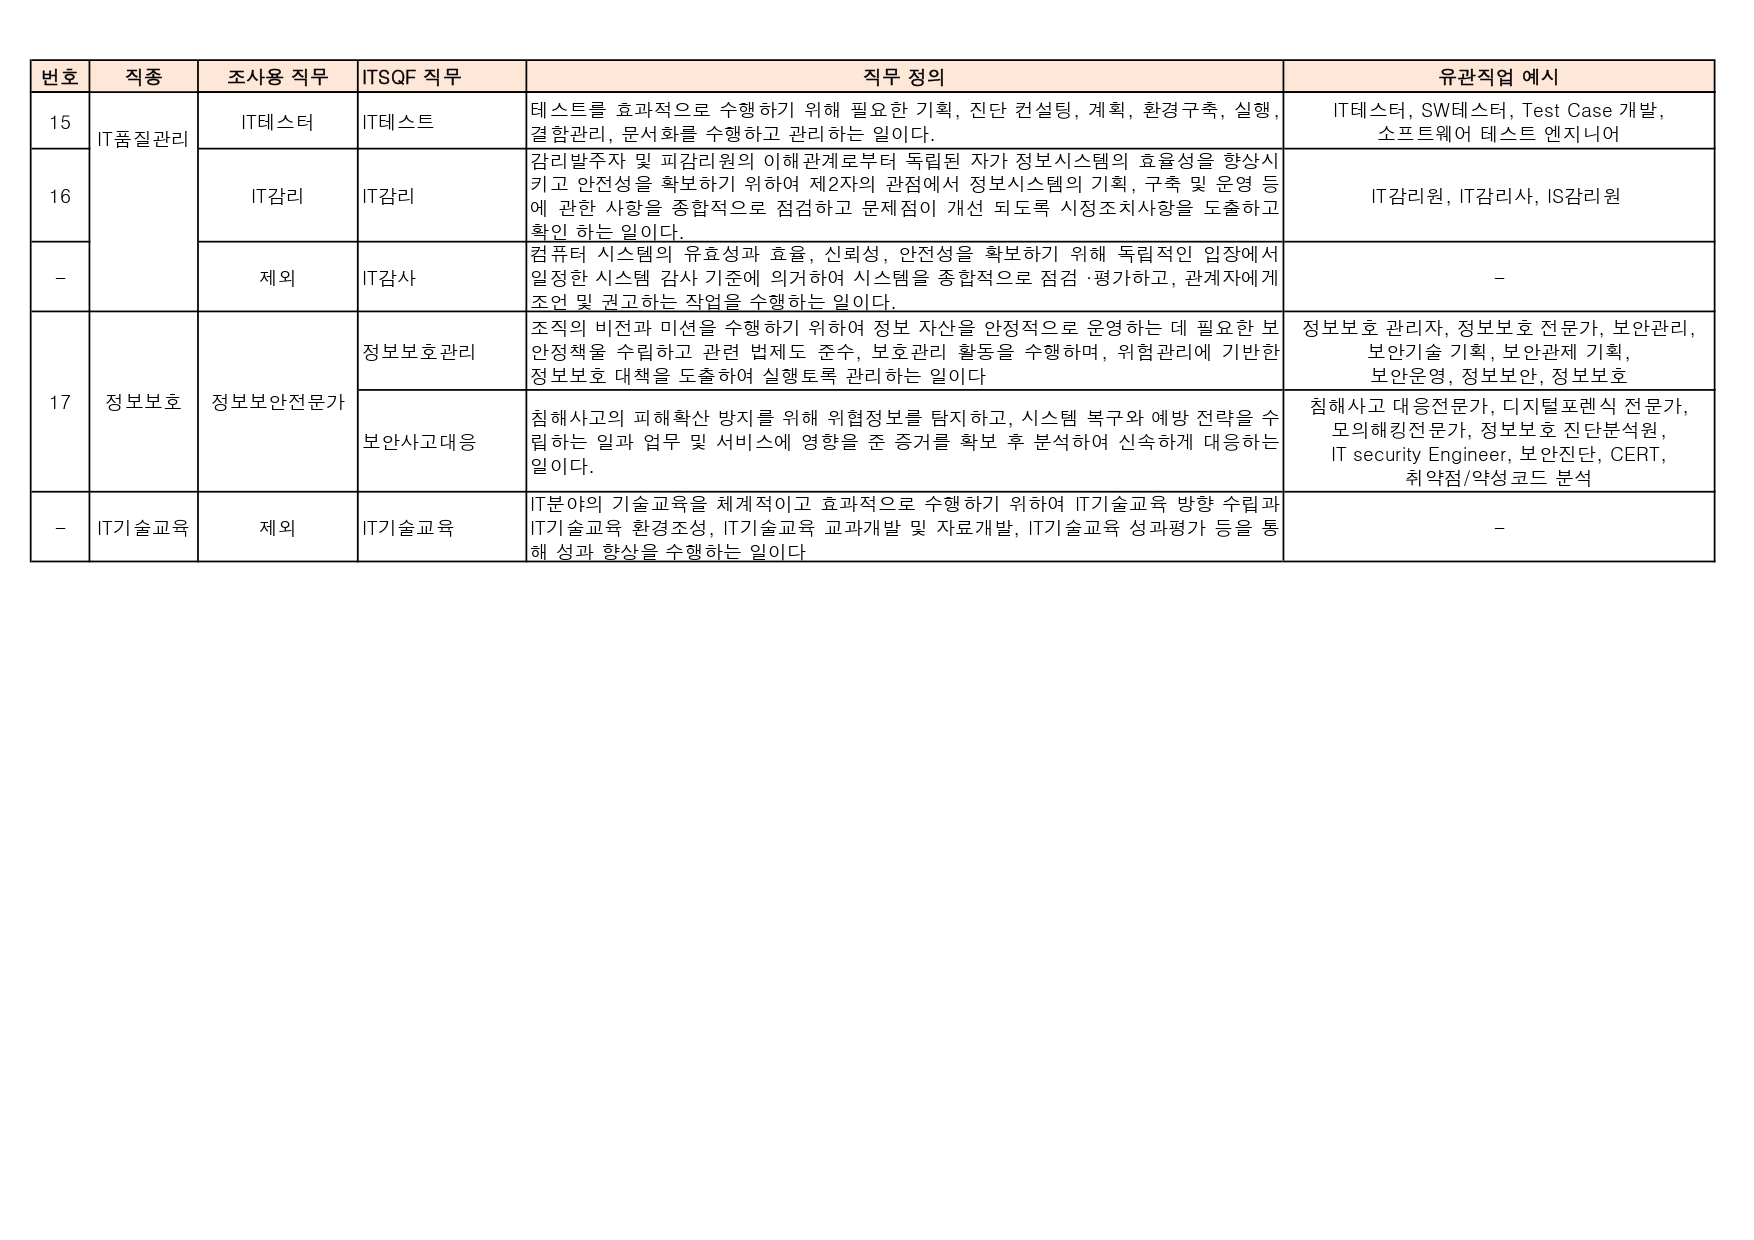 번호 직종 조사용 직무 ITSQF 직무 직무 정의 유관직업 예시
15
IT품질관리
IT테스터
IT테스트
테스트를 효과적으로 수행하기 위해 필요한 기획, 진단 컨설팅, 계획, 환경구축, 실행,
결함관리, 문서화를 수행하고 관리하는 일이다.
IT테스터, SW테스터, Test Case 개발,
소프트웨어 테스트 엔지니어
16
IT감리
IT감리
감리발주자 및 피감리원의 이해관계로부터 독립된 자가 정보시스템의 효율성을 향상시
키고 안전성을 확보하기 위하여 제2자의 관점에서 정보시스템의 기획, 구축 및 운영 등
에 관한 사항을 종합적으로 점검하고 문제점이 개선 되도록 시정조치사항을 도출하고
확인 하는 일이다.
IT감리원, IT감리사, IS감리원
-
제외
IT감사
컴퓨터 시스템의 유효성과 효율, 신뢰성, 안전성을 확보하기 위해 독립적인 입장에서
일정한 시스템 감사 기준에 의거하여 시스템을 종합적으로 점검 ·평가하고, 관계자에게
조언 및 권고하는 작업을 수행하는 일이다.
-
17
정보보호
정보보안전문가
정보보호관리
조직의 비전과 미션을 수행하기 위하여 정보 자산을 안정적으로 운영하는 데 필요한 보
안정책울 수립하고 관련 법제도 준수, 보호관리 활동을 수행하며, 위험관리에 기반한
정보보호 대책을 도출하여 실행토록 관리하는 일이다
정보보호 관리자, 정보보호 전문가, 보안관리,
보안기술 기획, 보안관제 기획,
보안운영, 정보보안, 정보보호
보안사고대응
침해사고의 피해확산 방지를 위해 위협정보를 탐지하고, 시스템 복구와 예방 전략을 수
립하는 일과 업무 및 서비스에 영향을 준 증거를 확보 후 분석하여 신속하게 대응하는
일이다.
침해사고 대응전문가, 디지털포렌식 전문가,
모의해킹전문가, 정보보호 진단분석원,
IT security Engineer, 보안진단, CERT,
취약점/약성코드 분석
-
IT기술교육
제외
IT기술교육
IT분야의 기술교육을 체계적이고 효과적으로 수행하기 위하여 IT기술교육 방향 수립과
IT기술교육 환경조성, IT기술교육 교과개발 및 자료개발, IT기술교육 성과평가 등을 통
해 성과 향상을 수행하는 일이다
-